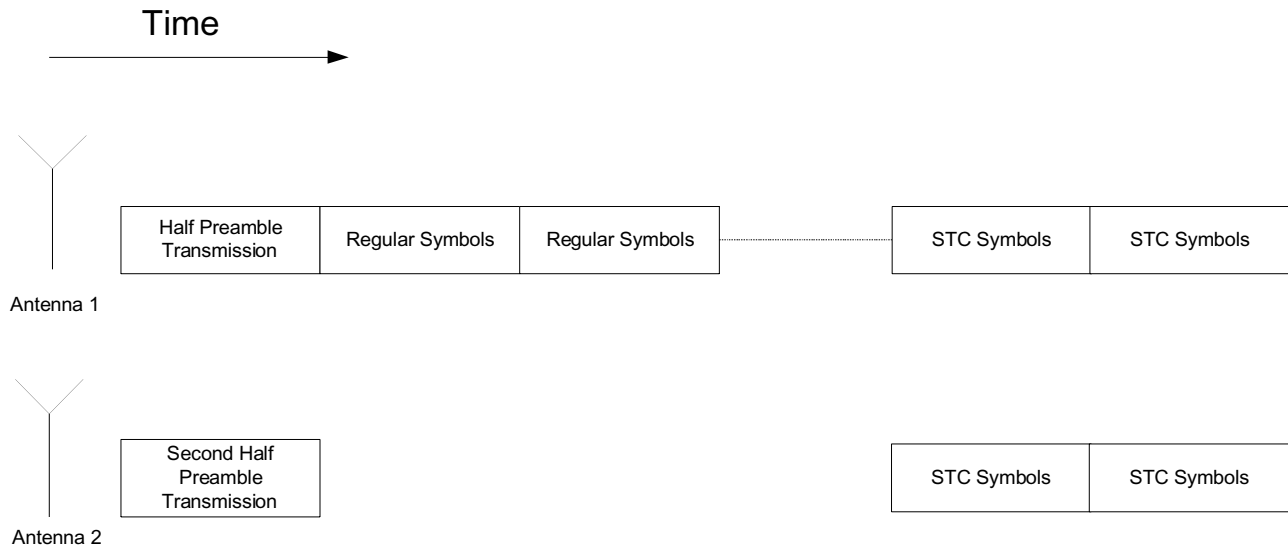 Time
Half Preamble
Transmission
Regular Symbols
Regular Symbols
STC Symbols
STC Symbols
Antenna 1
Second Half
Preamble
Transmission
STC Symbols
STC Symbols
Antenna 2